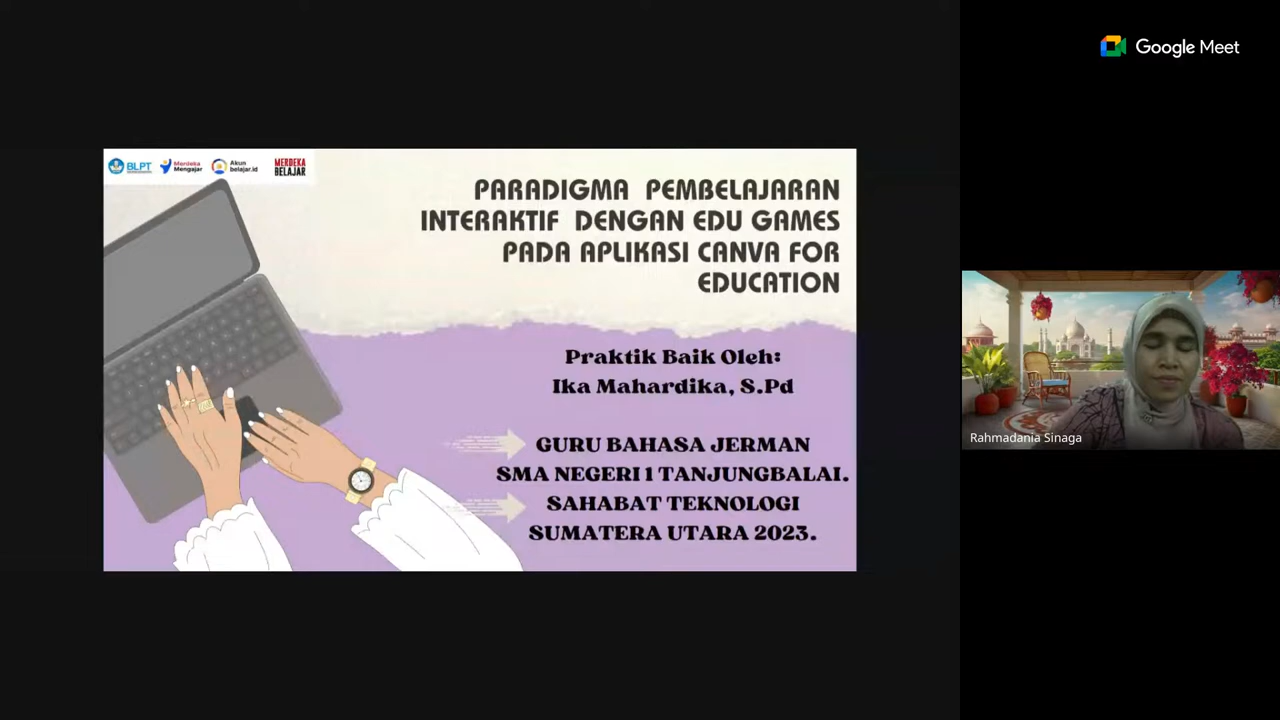 Google Meet
BLPT
Merdeka
Mengajar
Akun
belajar.id
MERDEKA
BELAJAR
PARADIGMA PEMBELAJARAN
INTERAKTIF DENGAN EDU GAMES
PADA APLIKASI CANVA FOR
EDUCATION
Praktik Baik Oleh:
Ika Mahardika, S.Pd
GURU BAHASA JERMAN
SMA NEGERI 1 TANJUNGBALAI.
SAHABAT TEKNOLOGI
SUMATERA UTARA 2023.
Rahmadania Sinaga